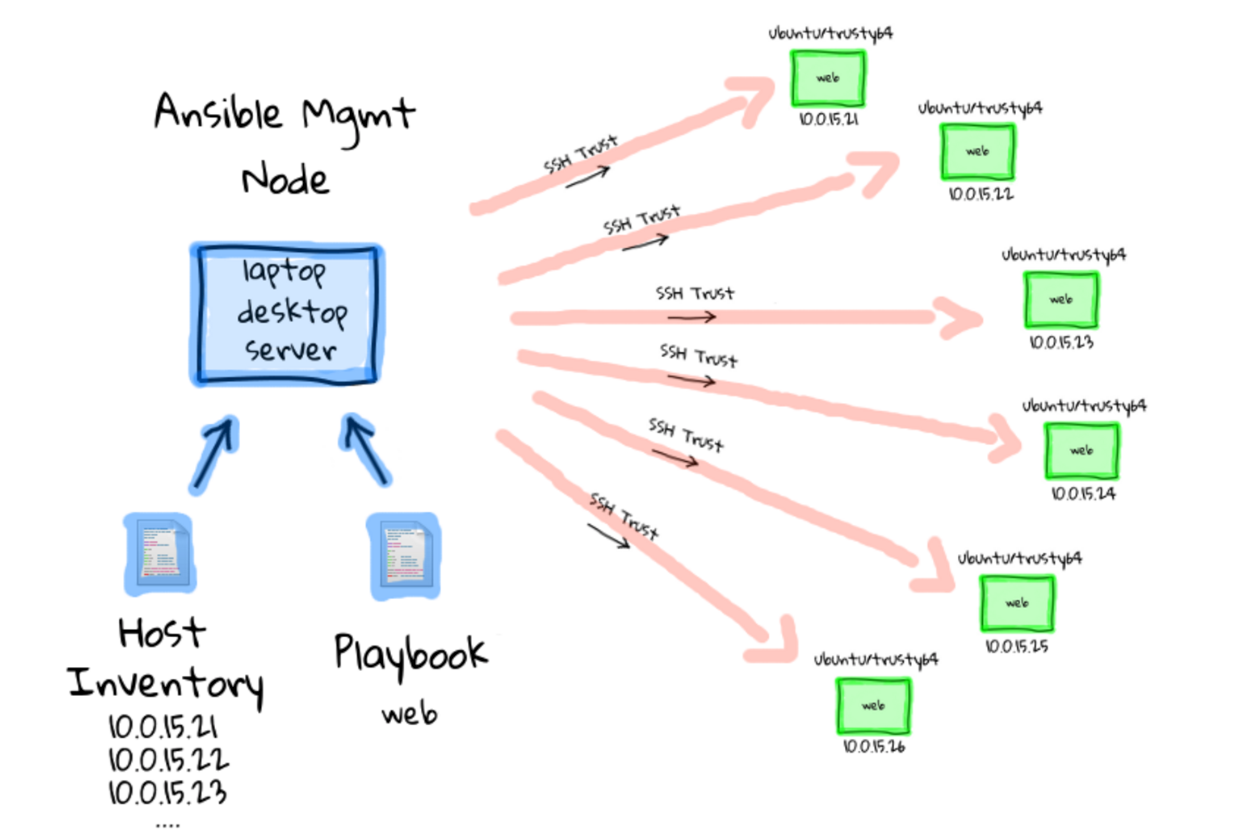 Ansible Mgmt
Node
laptop
desktop
server
Host
Inventory
10.0.15.21
10.0.15.22
10.0.15.23
....
Playbook
web
SSH Trust
SSH Trust
SSH Trust
SSH Trust
SSH Trust
SSH Trust
ubuntu/trusty64
web
10.0.15.21
ubuntu/trusty64
web
10.0.15.22
ubuntu/trusty64
web
10.0.15.23
ubuntu/trusty64
web
10.0.15.24
ubuntu/trusty64
web
10.0.15.25
ubuntu/trusty64
web
10.0.15.26